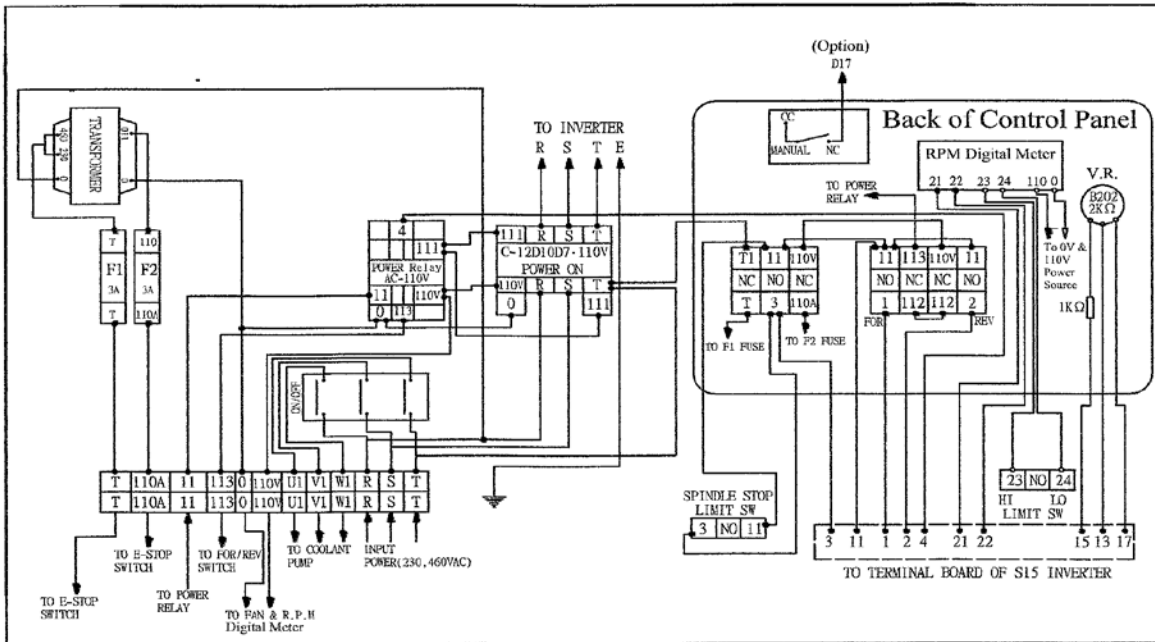 (Option)
D17
Back of Control Panel
CC
MANUAL NC
RPM Digital Meter
21 22 23 24 110 0
V.R.
B202
2KΩ
TO POWER
RELAY
To 0V &
110V
Power
Source
1KΩ
TO INVERTER
R S T E
460 230 0
TRANSFORMER
110 0
T 110
F1 F2
3A 3A
T 110A
4
111
POWER Relay
AC-110V
11 110V
0 113
111 R S T
C-12D10D7·110V
POWER ON
110V R S T
0 111
T1 11 110V
NC NO NC
T 3 110A
TO F1 FUSE
TO F2 FUSE
11 113 110V 11
NO NC NC NO
1 112 112 2
FOR REV
ON/OFF
T 110A 11 113 0 110V U1 V1 W1 R S T
T 110A 11 113 0 110V U1 V1 W1 R S T
TO E-STOP
SWITCH
TO E-STOP
SWITCH
TO POWER
RELAY
TO FOR/REV
SWITCH
TO FAN & R.P.M
Digital Meter
TO COOLANT
PUMP
INPUT
POWER(230,460VAC)
SPINDLE STOP
LIMIT SW
3 NO 11
23 NO 24
HI LO
LIMIT SW
3 11 1 2 4 21 22 15 13 17
TO TERMINAL BOARD OF S15 INVERTER